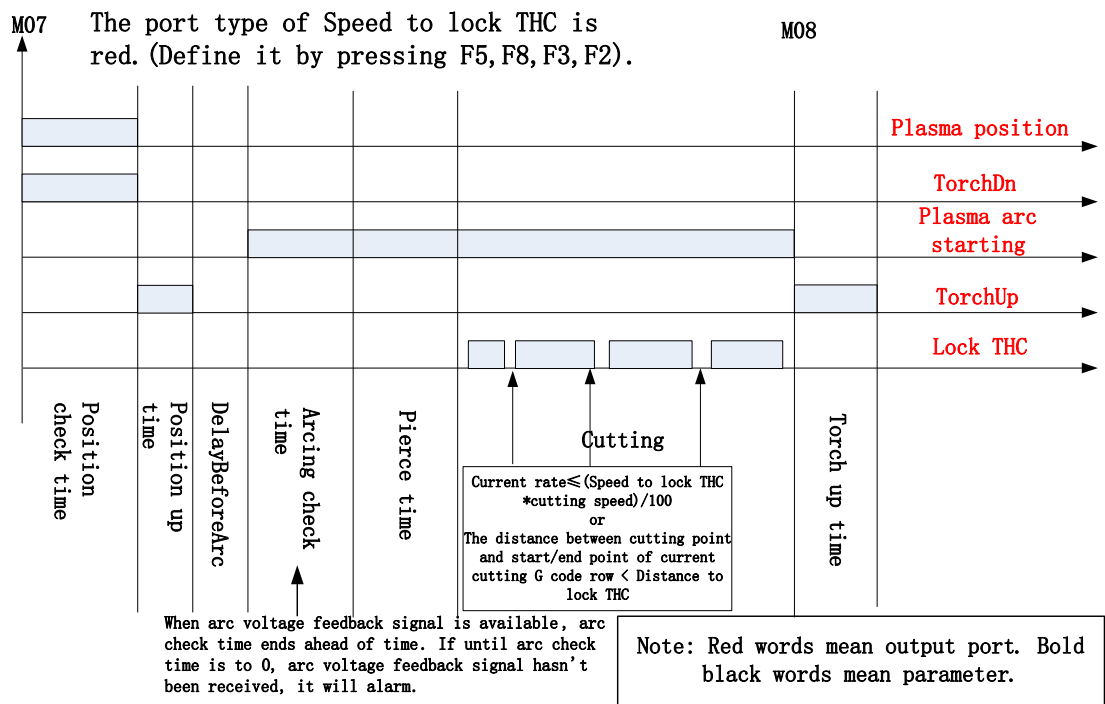 M07
The port type of Speed to lock THC is
red.(Define it by pressing F5,F8,F3,F2).
M08
Plasma position
TorchDn
Plasma arc
starting
TorchUp
Lock THC
Position
check time
Position up
time
DelayBeforeArc
Arcing check
time
Pierce time
Cutting
Torch up time
Current rate≤(Speed to lock THC
*cutting speed)/100
or
The distance between cutting point
and start/end point of current
cutting G code row < Distance to
lock THC
When arc voltage feedback signal is available, arc
check time ends ahead of time. If until arc check
time is to 0, arc voltage feedback signal hasn't
been received, it will alarm.
Note: Red words mean output port. Bold
black words mean parameter.